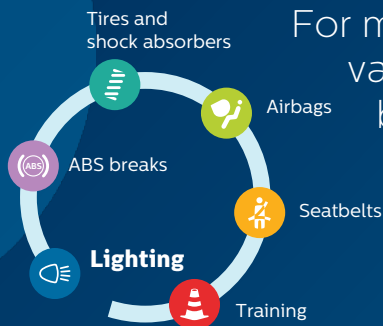 Tires and
shock absorbers
For m
va
b
Airbags
ABS
ABS breaks
Seatbelts
Lighting
Training